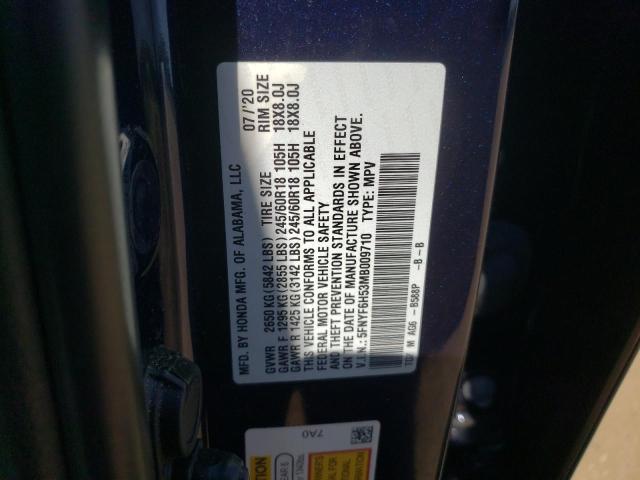 MFD. BY HONDA MFG. OF ALABAMA, LLC 07/'20
GVWR 2650 KG(5842 LBS) TIRE SIZE RIM SIZE
GAWR F 1295 KG(2855 LBS)245/60R18 105H 18X8.0J
GAWR R 1425 KG(3142 LBS)245/60R18 105H 18X8.0J
THIS VEHICLE CONFORMS TO ALL APPLICABLE
FEDERAL MOTOR VEHICLE SAFETY
AND THEFT PREVENTION STANDARDS IN EFFECT
ON THE DATE OF MANUFACTURE SHOWN ABOVE.
V.I.N.: 5FNYF6H53MB009710 TYPE: MPV
M AG6 -B588P -B-B
7A0